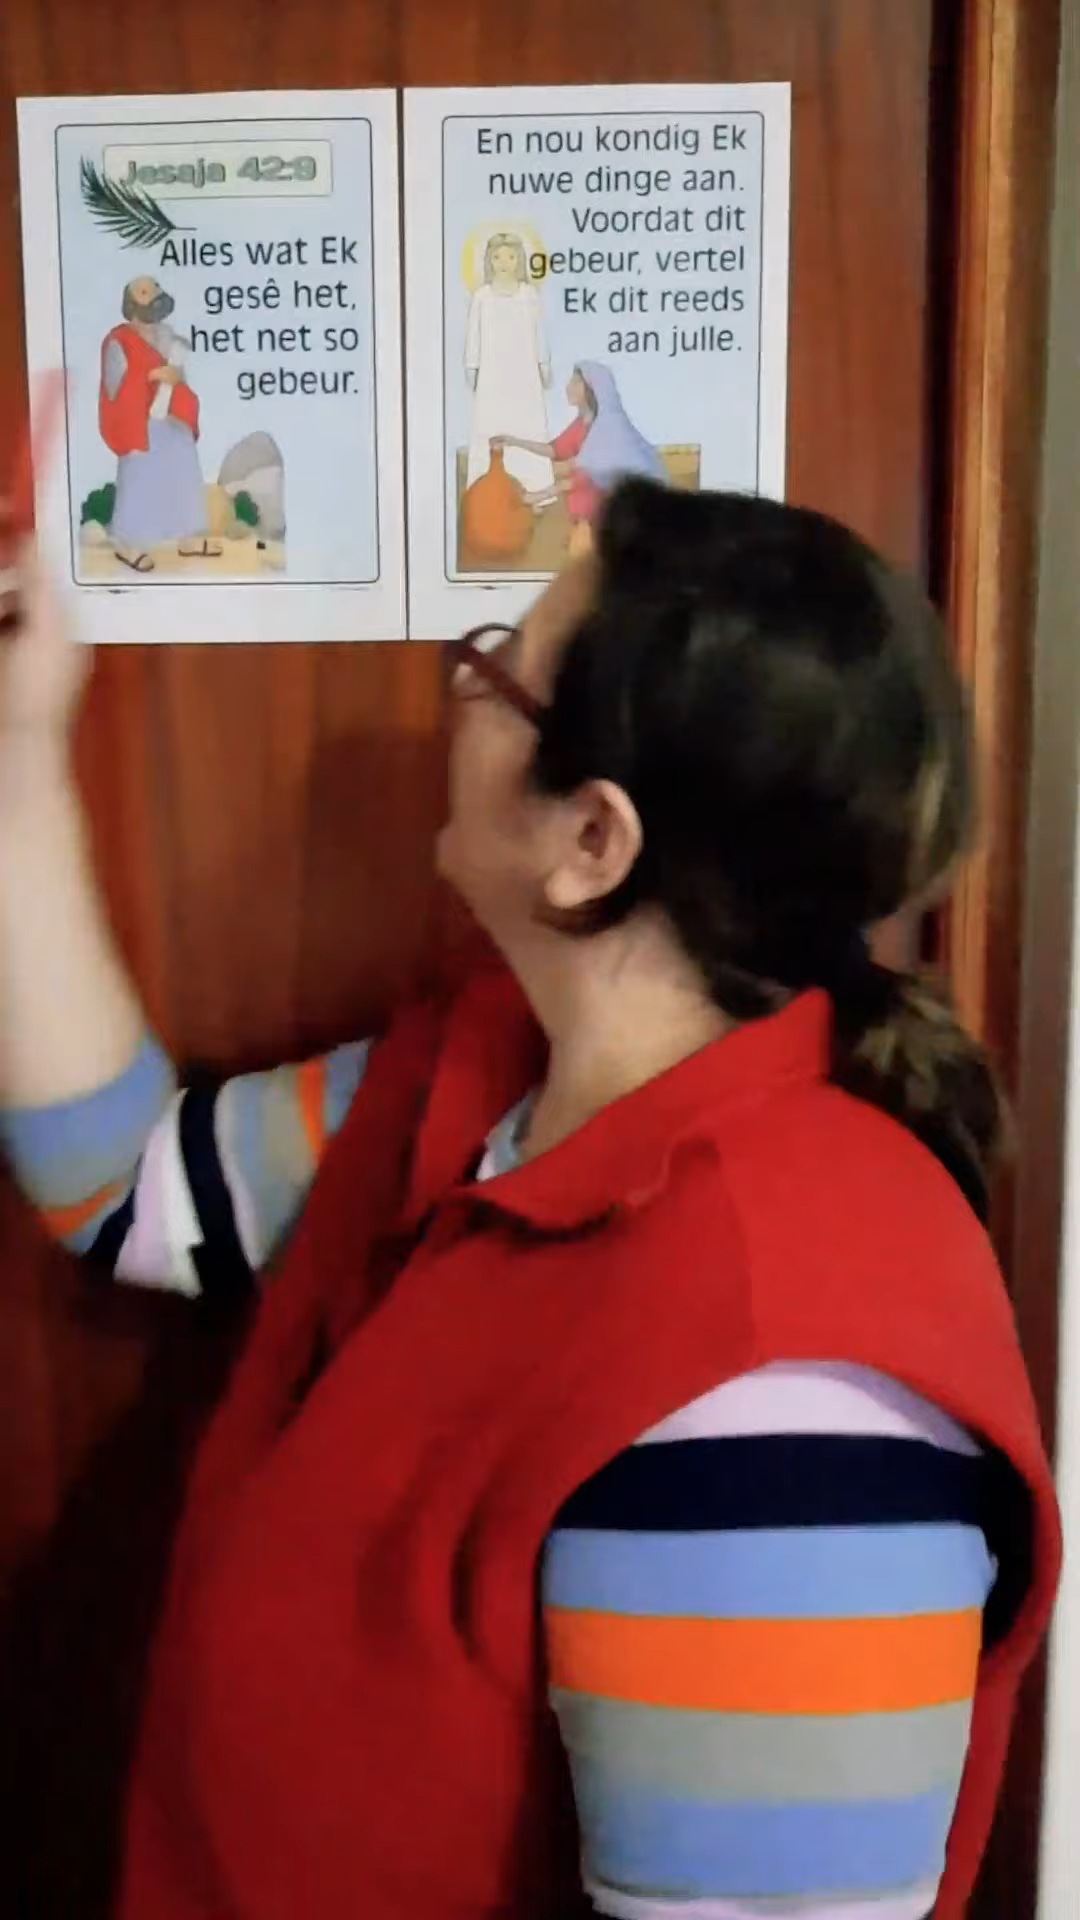 Jesaja 42:9
Alles wat Ek
gesê het,
het net so
gebeur.
En nou kondig Ek
nuwe dinge aan.
Voordat dit
gebeur, vertel
Ek dit reeds
aan julle.